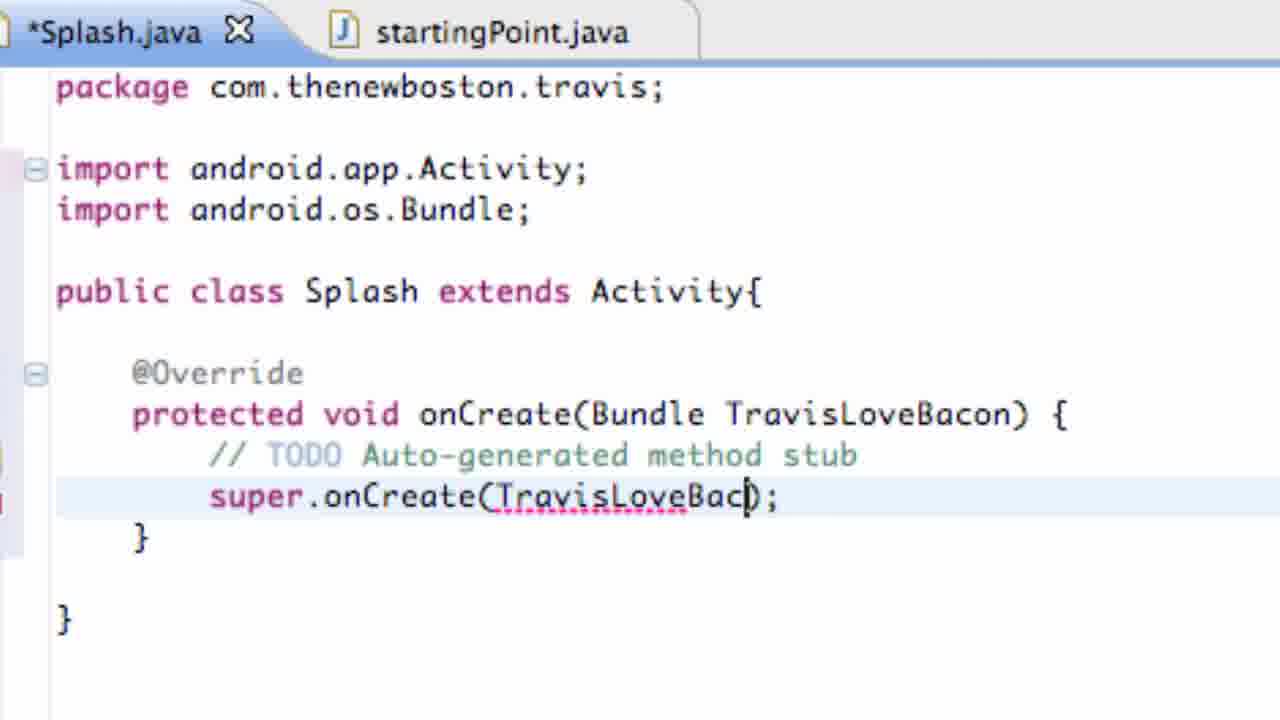 *Splash.java startingPoint.java
package com.thenewboston.travis;
import android.app.Activity;
import android.os.Bundle;
public class Splash extends Activity{
@Override
protected void onCreate(Bundle TravisLoveBacon) {
// TODO Auto-generated method stub
super.onCreate(TravisLoveBac);
}
}